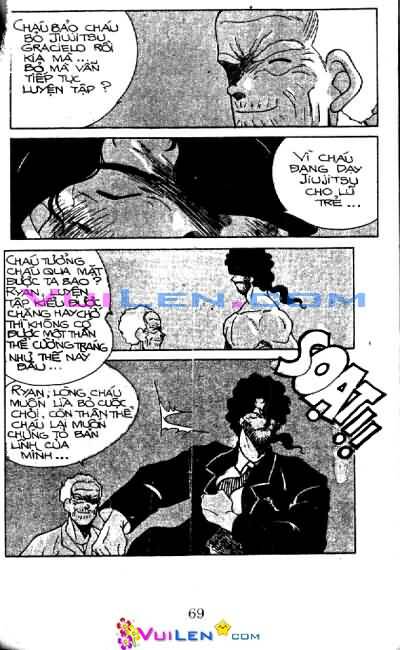 CHÁU BẢO CHÁU
BỎ JIUJITSU
GRACIELO RỒI
KIA MÀ...
BỘ MÀ VẪN
TIẾP TỤC
LUYỆN TẬP?
VÌ CHÁU
ĐANG DẠY
JIUJITSU
CHO LŨ
TRẺ...
CHÁU TƯỞNG
CHÁU QUA MẶT
ĐƯỢC TA BAO?
RYAN, LUYỆN
TẬP KIỂU ĐƯỢC
CHĂNG HAY CHỚ
THÌ KHÔNG CÓ
ĐƯỢC MỘT THÂN
THỂ CƯỜNG TRÁNG
NHƯ THẾ NÀY
ĐÂU...
VUILEN.COM
SOẠT!!!
RYAN, LÒNG CHÁU
MUỐN LÌA BỎ CUỘC
CHƠI, CÒN THÂN THỂ
CHÁU LẠI MUỐN
CHỨNG TỎ BẢN
LĨNH CỦA
MÌNH...
69
VUILEN.COM